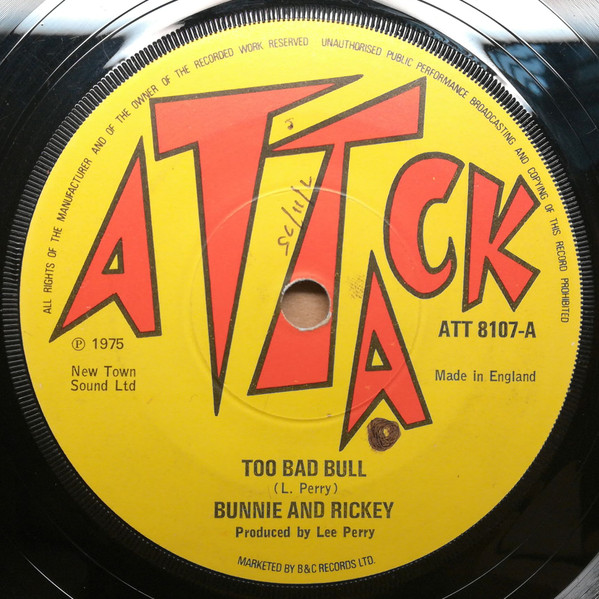 ALL RIGHTS OF THE MANUFACTURER AND OF THE OWNER OF THE RECORDED WORK RESERVED UNAUTHORISED PUBLIC PERFORMANCE BROADCASTING AND COPYING OF THIS RECORD PROHIBITED
ATTACK
ATT 8107-A
℗ 1975
New Town
Sound Ltd
Made in England
TOO BAD BULL
(L. Perry)
BUNNIE AND RICKEY
Produced by Lee Perry
MARKETED BY B&C RECORDS LTD.